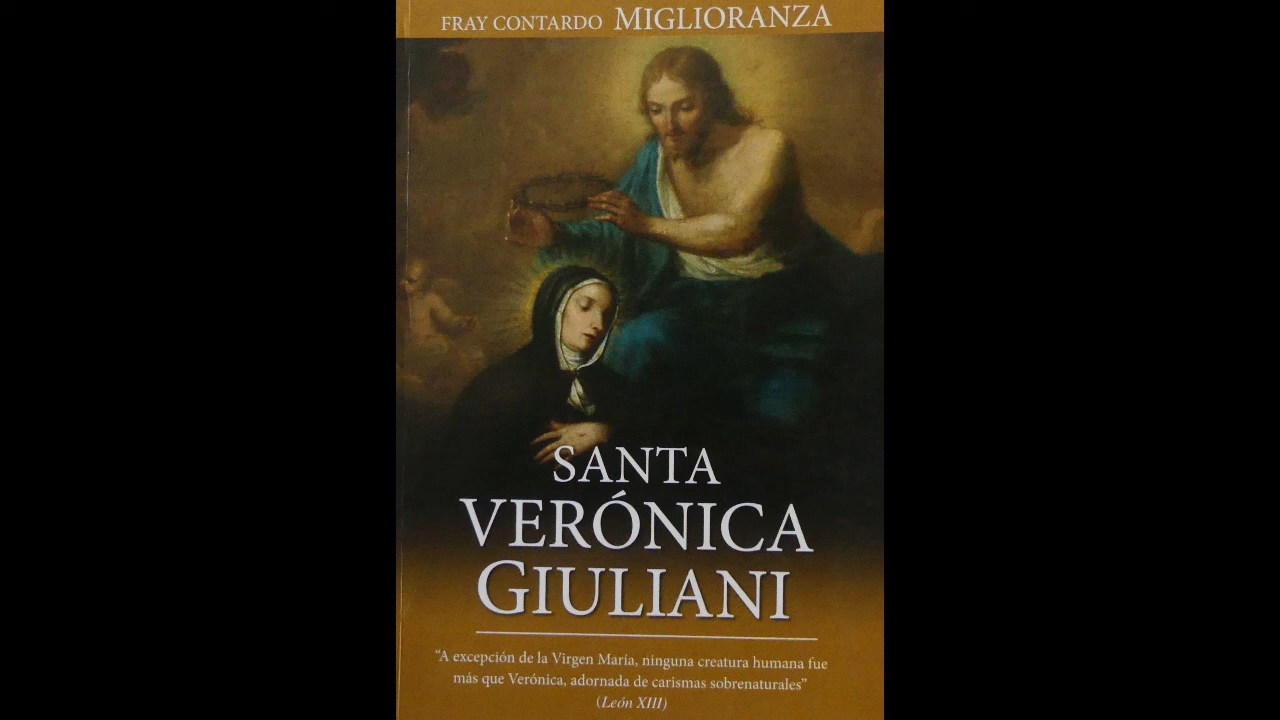 FRAY CONTARDO MIGLIORANZA
SANTA
VERÓNICA
GIULIANI
“A excepción de la Virgen María, ninguna creatura humana fue
más que Verónica, adornada de carismas sobrenaturales”
(León XIII)